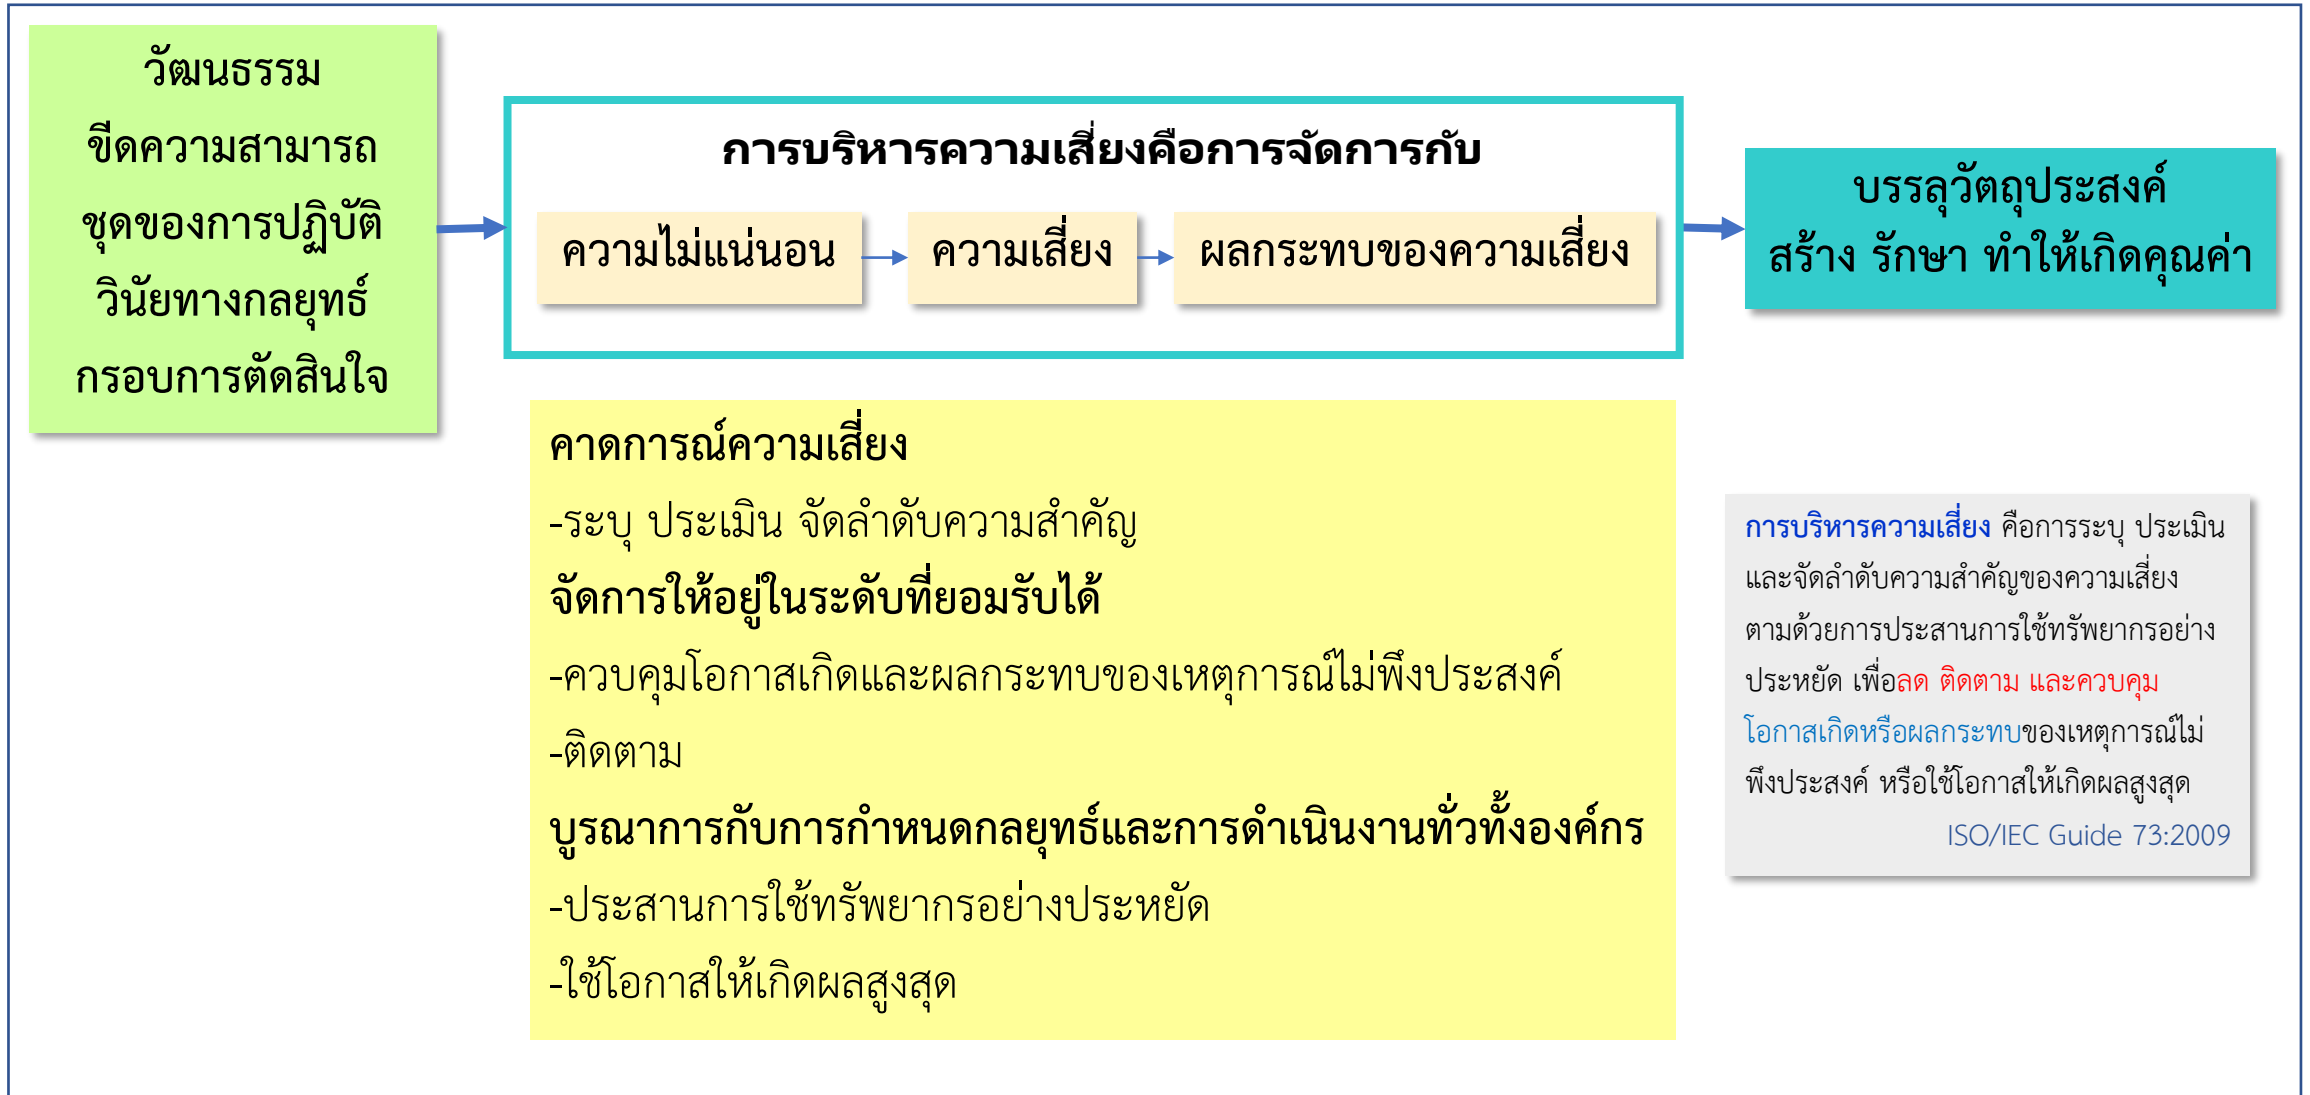 วัฒนธรรม
ขีดความสามารถ
ชุดของการปฏิบัติ
วินัยทางกลยุทธ์
กรอบการตัดสินใจ
การบริหารความเสี่ยงคือการจัดการกับ
ความไม่แน่นอน
ความเสี่ยง
ผลกระทบของความเสี่ยง
บรรลุวัตถุประสงค์
สร้าง รักษา ทำให้เกิดคุณค่า
คาดการณ์ความเสี่ยง
-ระบุ ประเมิน จัดลำดับความสำคัญ
จัดการให้อยู่ในระดับที่ยอมรับได้
-ควบคุมโอกาสเกิดและผลกระทบของเหตุการณ์ไม่พึงประสงค์
-ติดตาม
บูรณาการกับการกำหนดกลยุทธ์และการดำเนินงานทั่วทั้งองค์กร
-ประสานการใช้ทรัพยากรอย่างประหยัด
-ใช้โอกาสให้เกิดผลสูงสุด
การบริหารความเสี่ยง คือการระบุ ประเมิน
และจัดลำดับความสำคัญของความเสี่ยง
ตามด้วยการประสานการใช้ทรัพยากรอย่าง
ประหยัด เพื่อลด ติดตาม และควบคุม
โอกาสเกิดหรือผลกระทบของเหตุการณ์ไม่
พึงประสงค์ หรือใช้โอกาสให้เกิดผลสูงสุด
ISO/IEC Guide 73:2009